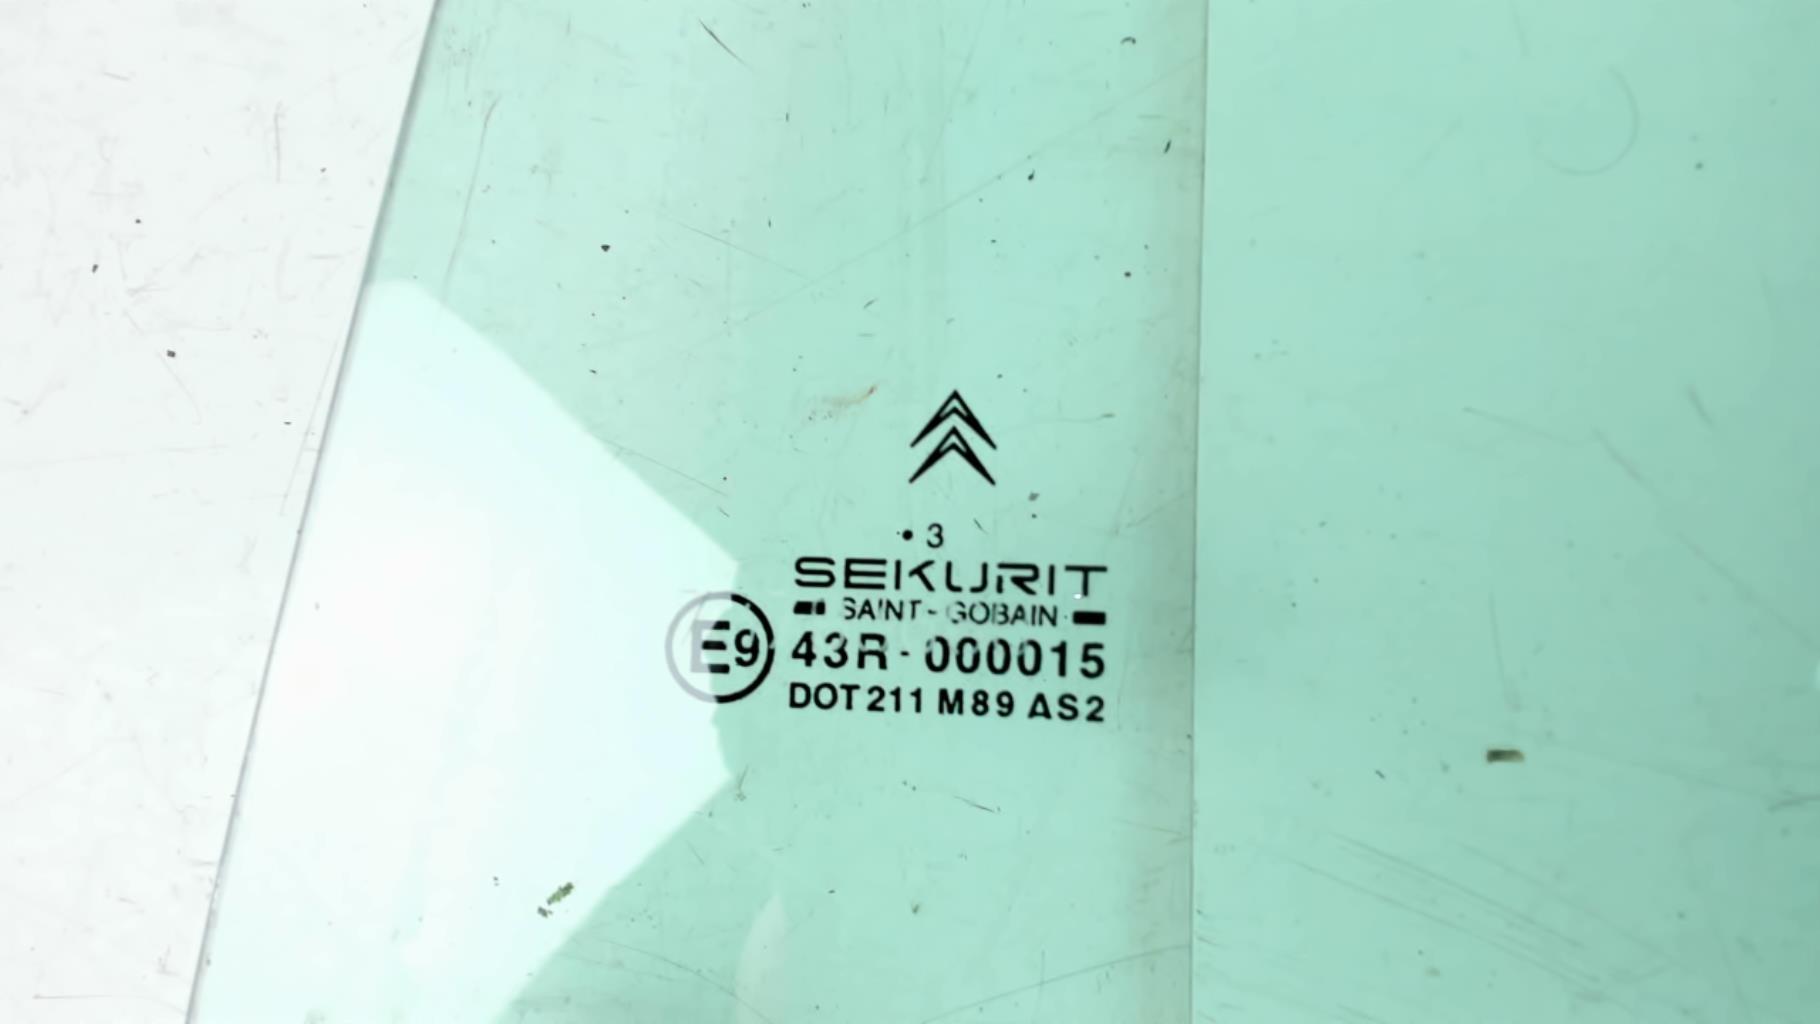 • 3
SEKURIT
SAINT-GOBAIN
E9 43R - 000015
DOT 211 M89 AS2